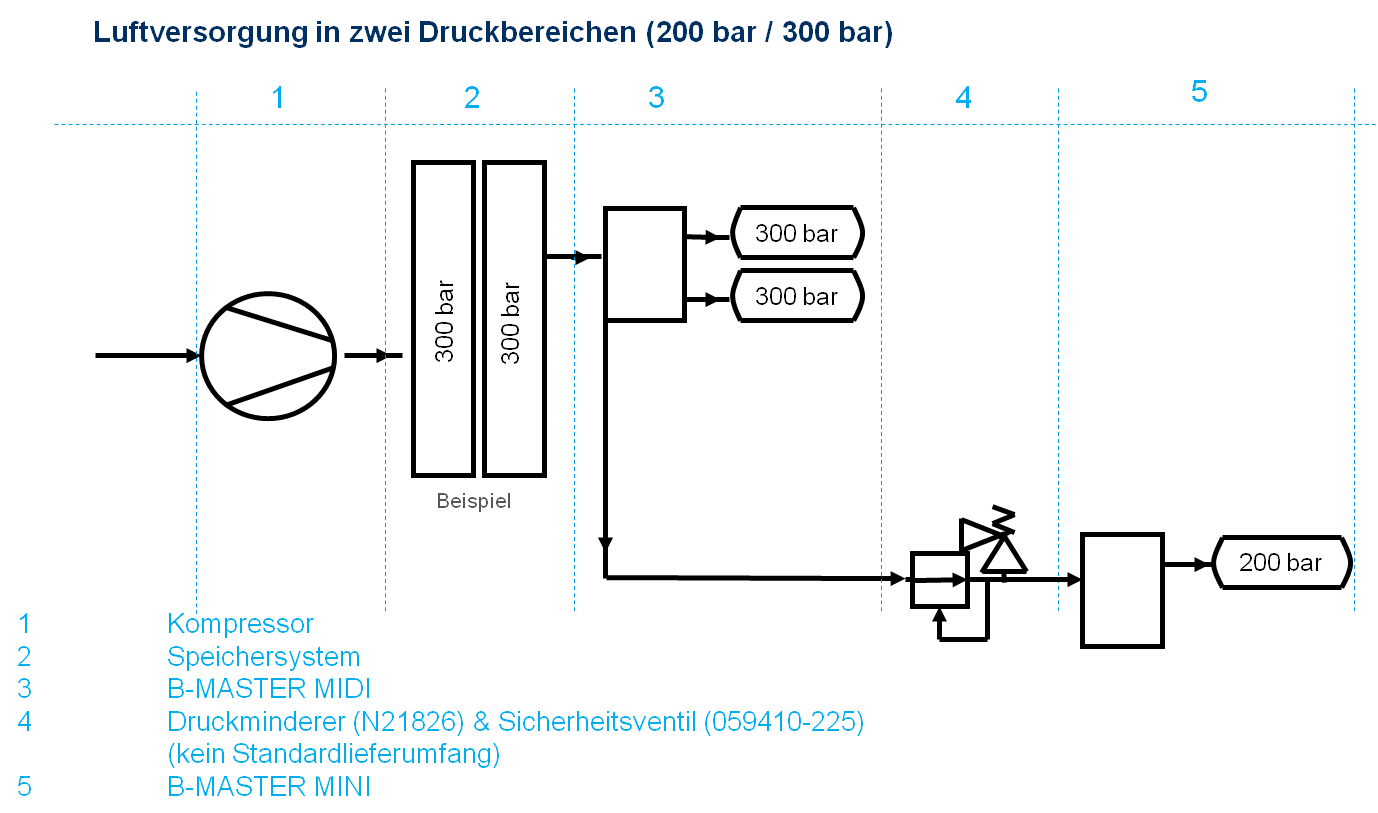 Luftversorgung in zwei Druckbereichen (200 bar / 300 bar)
1 2 3 4 5
300 bar
300 bar
300 bar
300 bar
Beispiel
200 bar
1 Kompressor
2 Speichersystem
3 B-MASTER MIDI
4 Druckminderer (N21826) & Sicherheitsventil (059410-225)
(kein Standardlieferumfang)
5 B-MASTER MINI